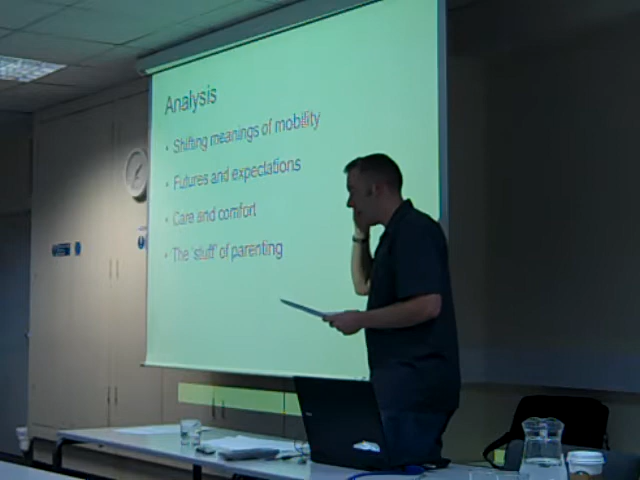 Analysis
• Shifting meanings of mobility
• Futures and expectations
• Care and comfort
• The 'stuff' of parenting